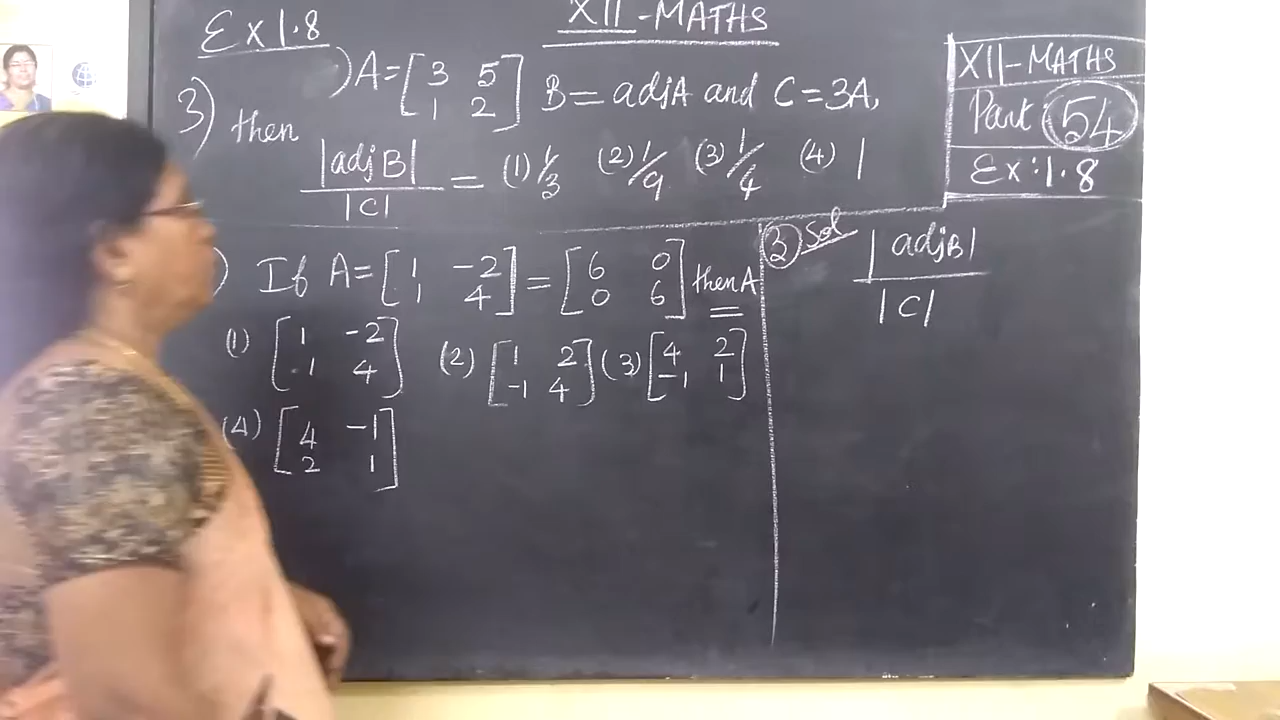 Ex 1.8
XII-MATHS
3) A = [3 5
1 2] B = adjA and C = 3A,
then |adj B|
|C| = (1) 1/3 (2) 1/9 (3) 1/4 (4) 1
XII-MATHS
Part: 54
Ex: 1.8
) If A = [1 -2
1 4] = [6 0
0 6] then A
=
(1) [1 -2
1 4] (2) [1 2
-1 4] (3) [4 2
-1 1]
(4) [4 -1
2 1]
3 Sol
|adjB|
|C|